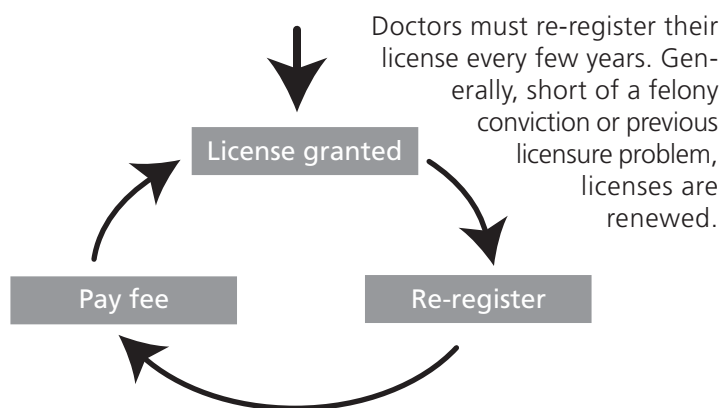 Doctors must re-register their
license every few years. Gen-
erally, short of a felony
conviction or previous
licensure problem,
licenses are
renewed.
License granted
Re-register
Pay fee